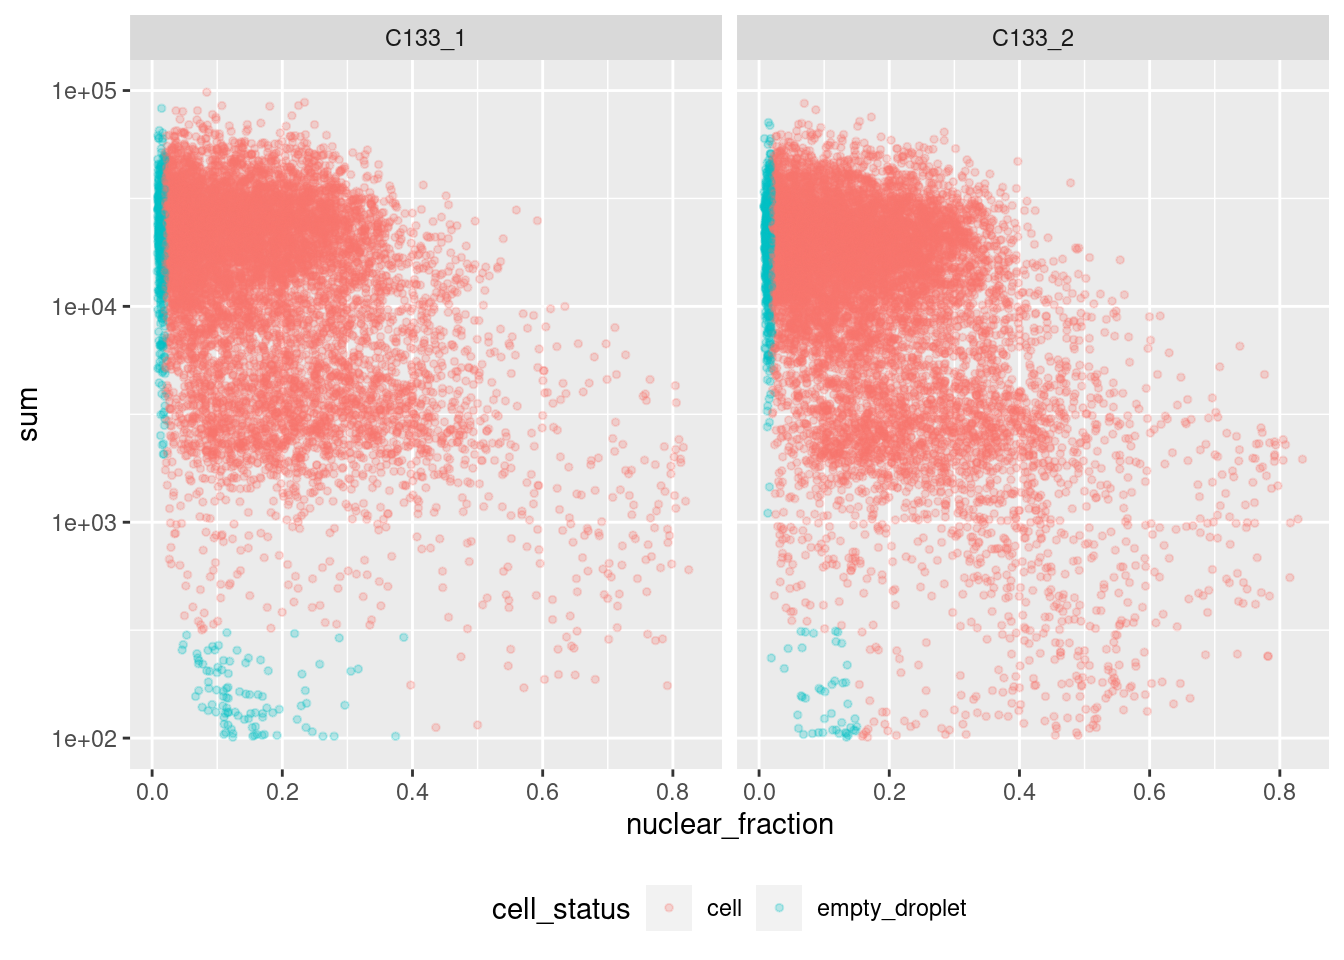 C133_1
C133_2
1e+05
1e+04
1e+03
1e+02
sum
0.0 0.2 0.4 0.6 0.8
0.0 0.2 0.4 0.6 0.8
nuclear_fraction
cell_status cell empty_droplet